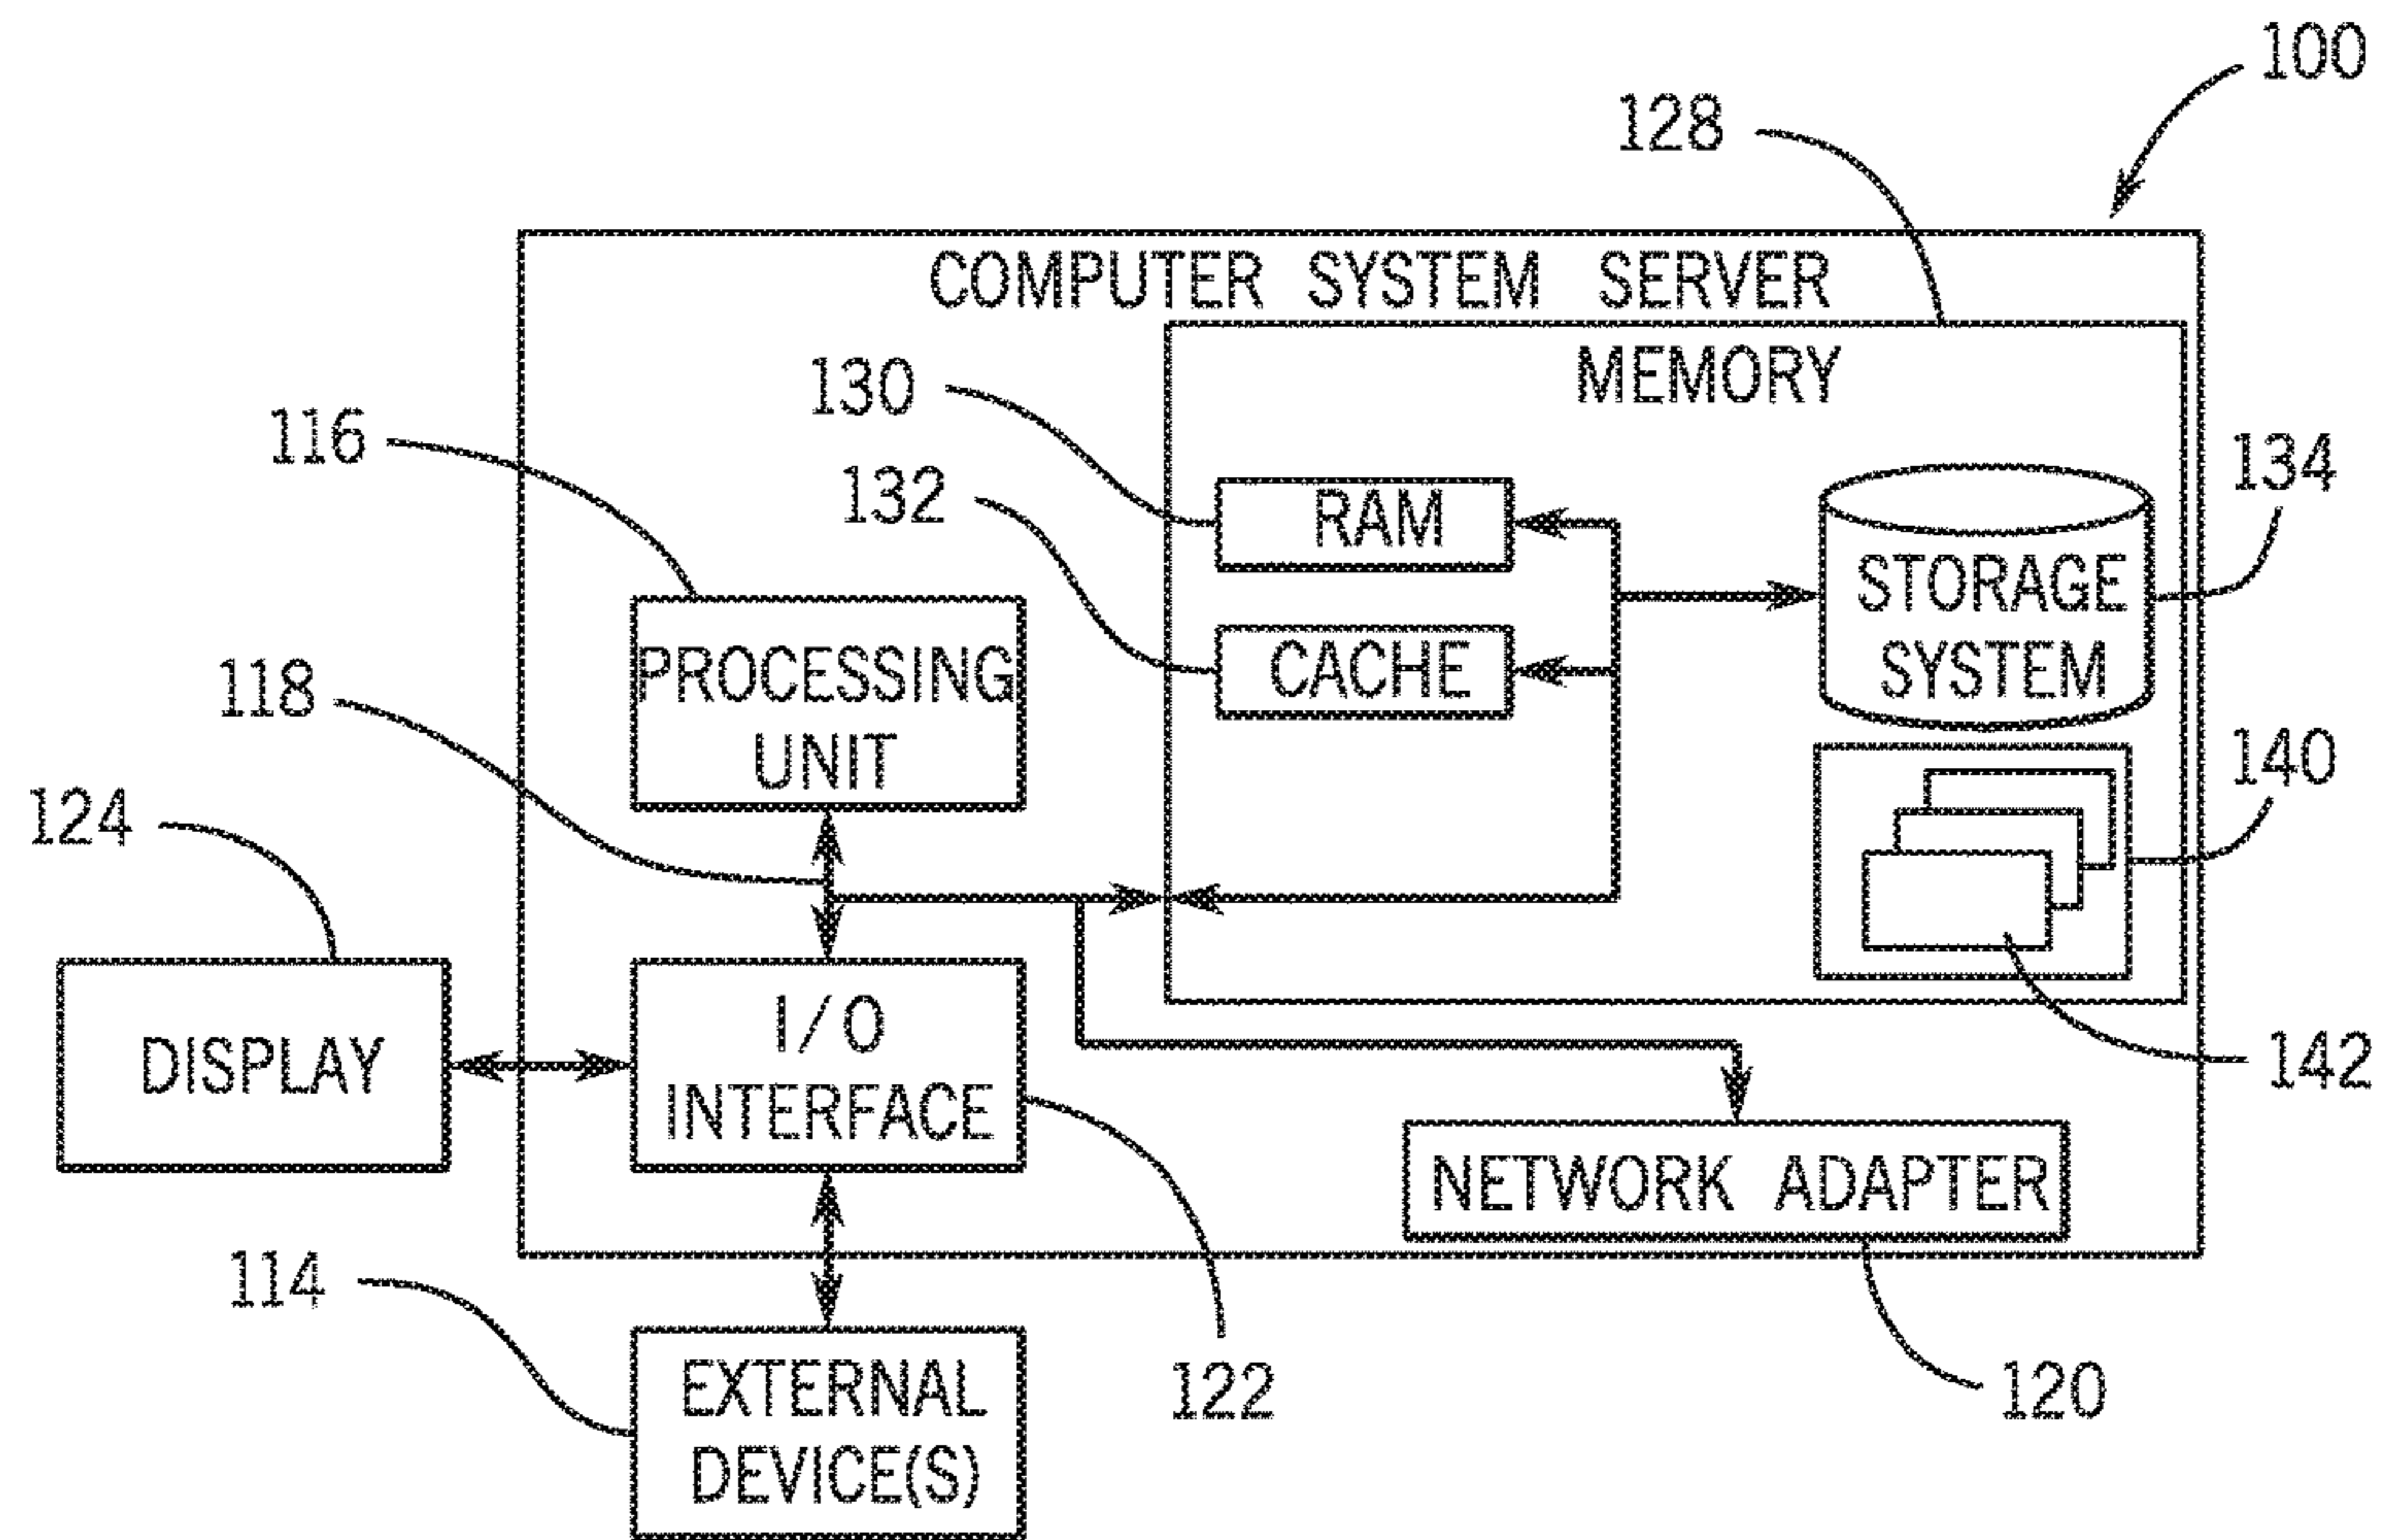 100
128
COMPUTER SYSTEM SERVER
MEMORY
130
116
132
RAM
134
STORAGE
SYSTEM
CACHE
PROCESSING
UNIT
118
140
124
DISPLAY
I/O
INTERFACE
142
NETWORK ADAPTER
114
122
120
EXTERNAL
DEVICE(S)